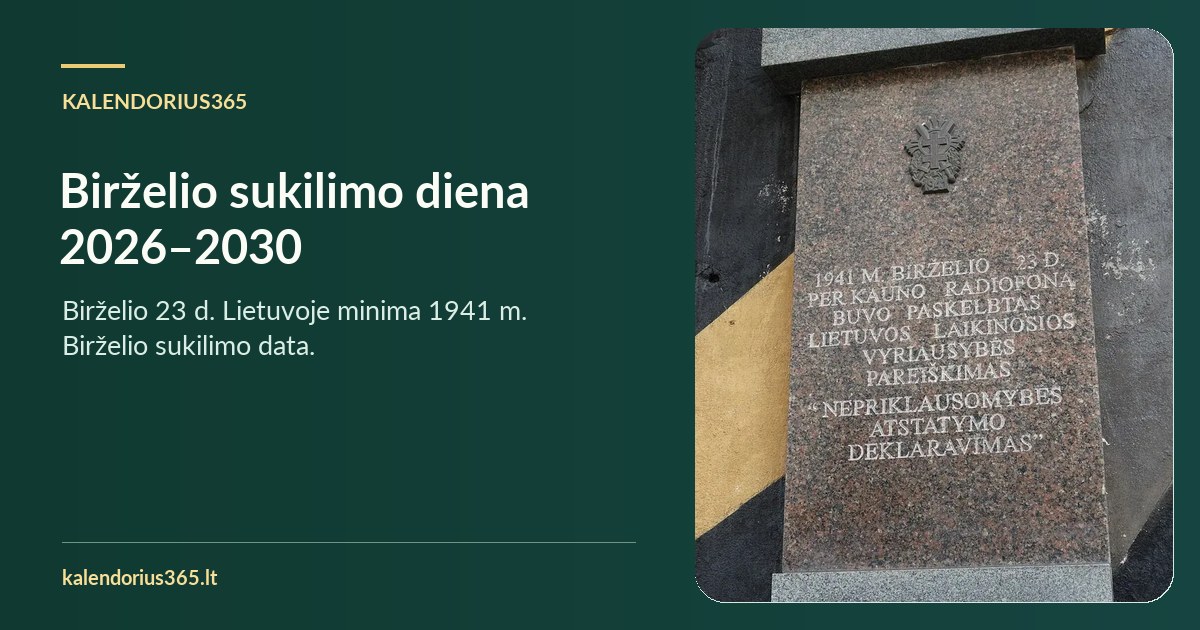 KALENDORIUS365
Birželio sukilimo diena
2026–2030
Birželio 23 d. Lietuvoje minima 1941 m.
Birželio sukilimo data.
kalendorius365.lt
1941 M. BIRŽELIO 23 D.
PER KAUNO RADIOFONĄ
BUVO PASKELBTAS
LIETUVOS LAIKINOSIOS
VYRIAUSYBĖS
PAREIŠKIMAS
“NEPRIKLAUSOMYBĖS
ATSTATYMO
DEKLARAVIMAS”